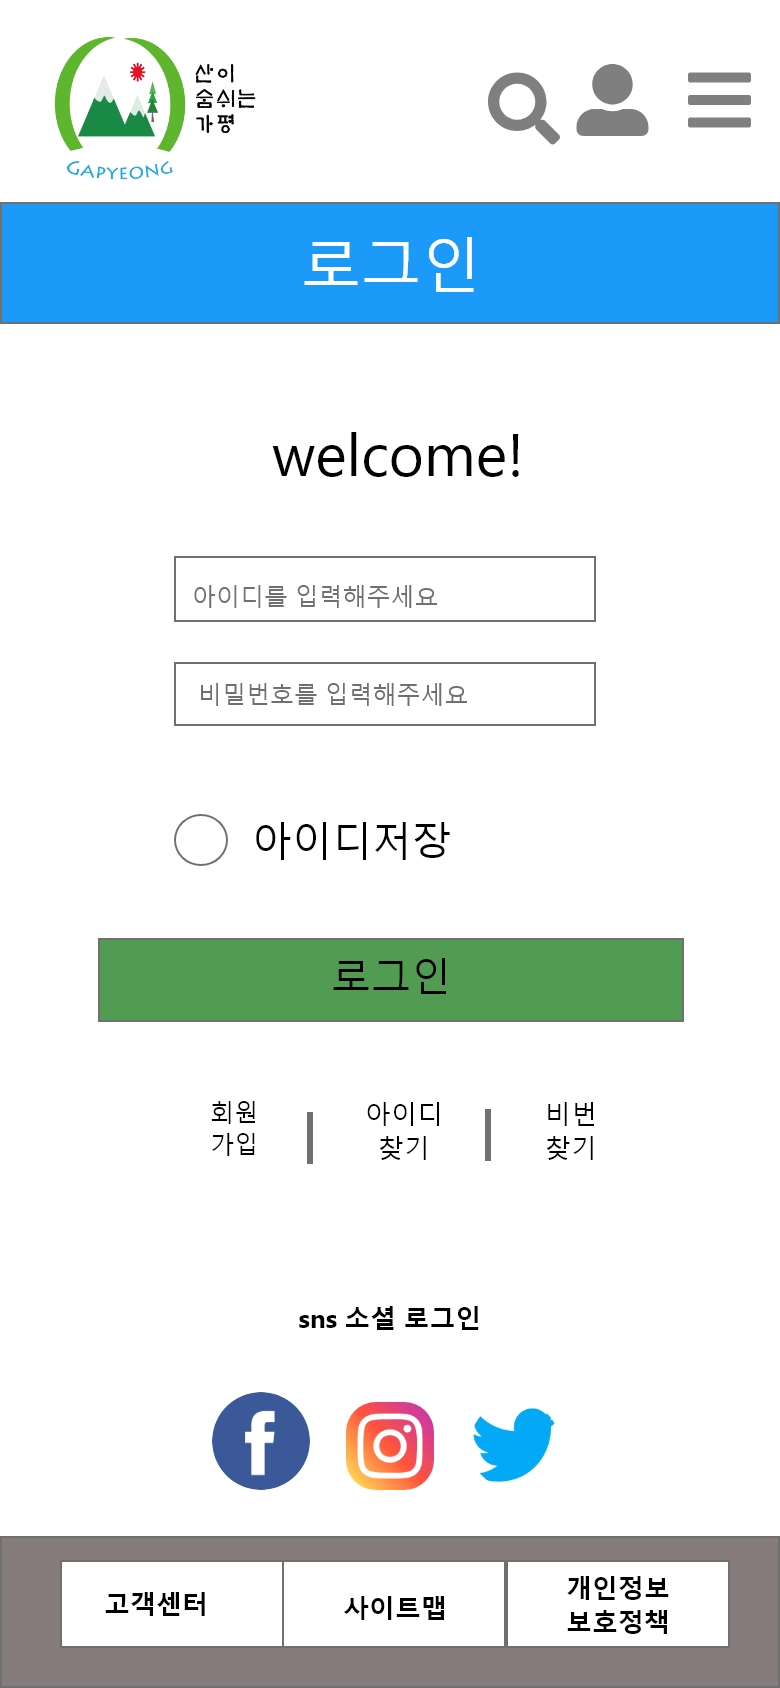 산이
숨쉬는
가평
GAPYEONG
로그인
welcome!
아이디를 입력해주세요
비밀번호를 입력해주세요
아이디저장
로그인
회원
가입
아이디
찾기
비번
찾기
sns 소셜 로그인
고객센터
사이트맵
개인정보
보호정책